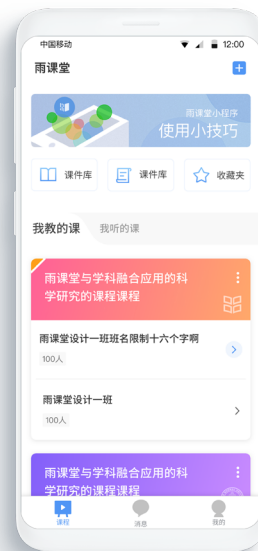 中国移动
12:00
雨课堂
雨课堂小程序
使用小技巧
课件库
课件库
收藏夹
我教的课
我听的课
雨课堂与学科融合应用的科
学研究的课程课程
雨课堂设计一班班名限制十六个字啊
100人
雨课堂设计一班
100人
雨课堂与学科融合应用的科
学研究的课程课程
课程
消息
我的